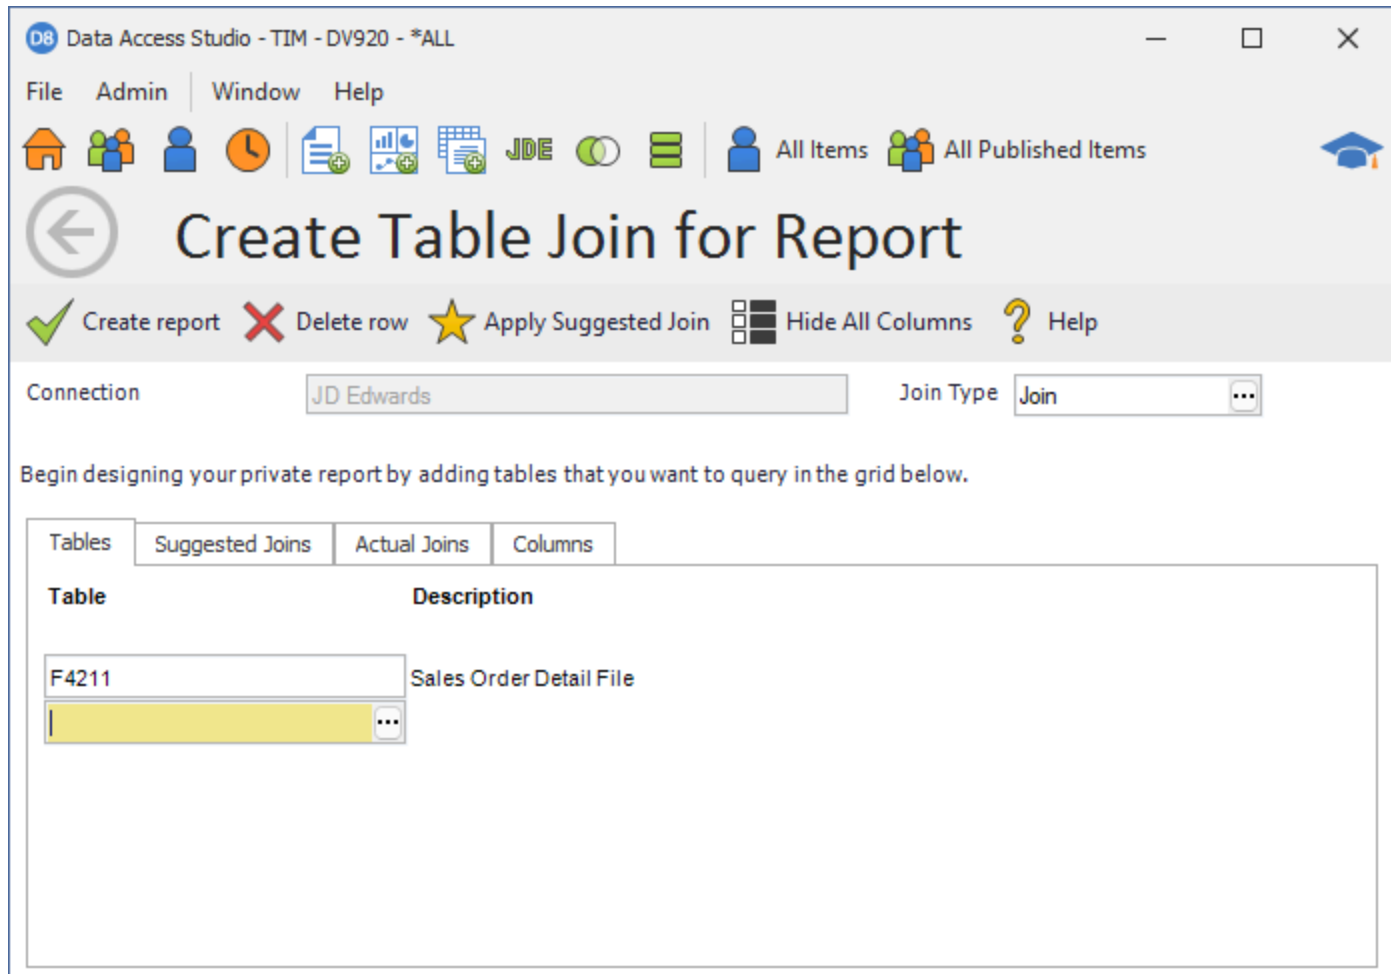 D8 Data Access Studio - TIM - DV920 - *ALL
File Admin Window Help
JDE All Items All Published Items
Create Table Join for Report
Create report Delete row Apply Suggested Join Hide All Columns Help
Connection JD Edwards Join Type Join ...
Begin designing your private report by adding tables that you want to query in the grid below.
Tables Suggested Joins Actual Joins Columns
Table Description
F4211 Sales Order Detail File
...